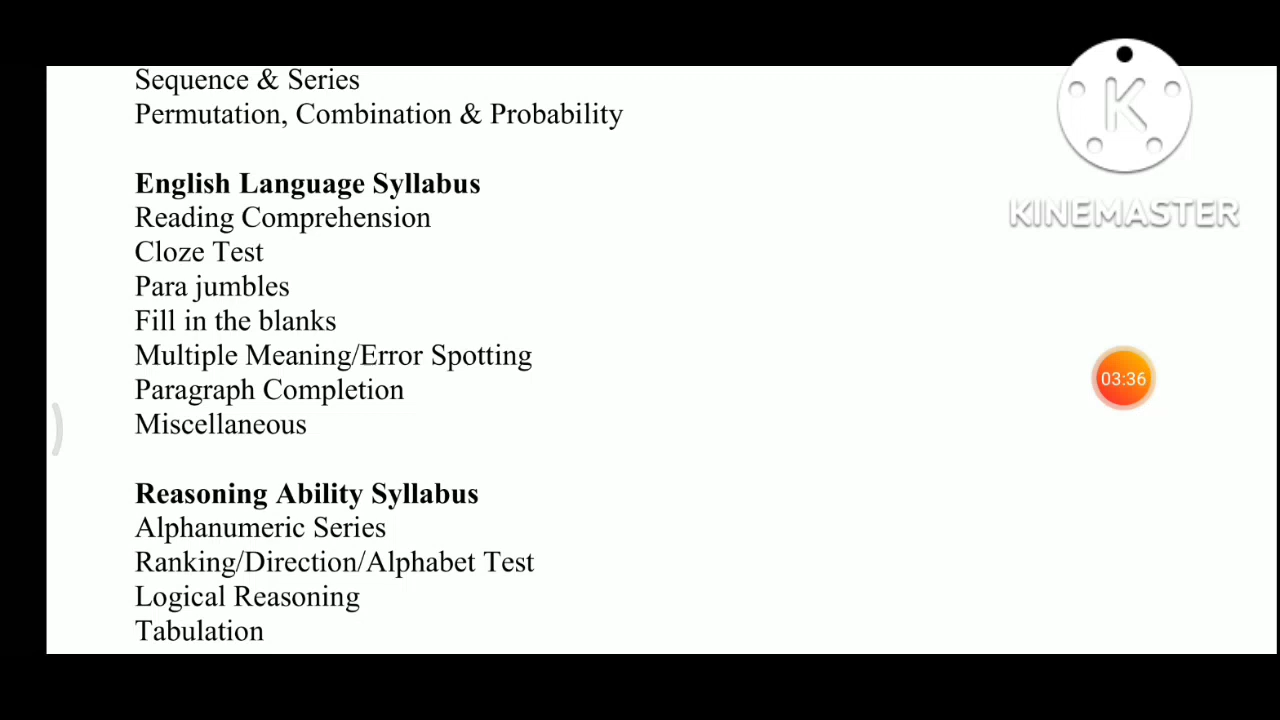 Sequence & Series
Permutation, Combination & Probability
English Language Syllabus
Reading Comprehension
Cloze Test
Para jumbles
Fill in the blanks
Multiple Meaning/Error Spotting
Paragraph Completion
Miscellaneous
Reasoning Ability Syllabus
Alphanumeric Series
Ranking/Direction/Alphabet Test
Logical Reasoning
Tabulation
K
KINEMASTER
03:36